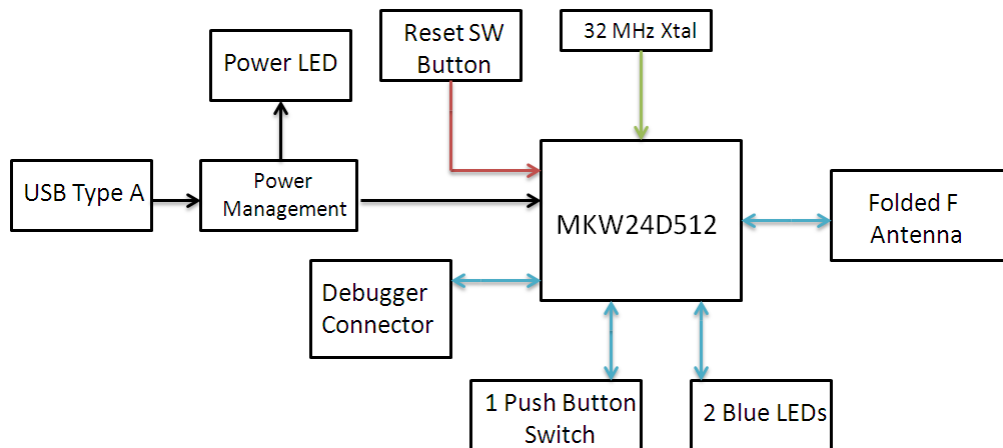 Reset SW
Button
32 MHz Xtal
Power LED
USB Type A
Power
Management
MKW24D512
Folded F
Antenna
Debugger
Connector
1 Push Button
Switch
2 Blue LEDs